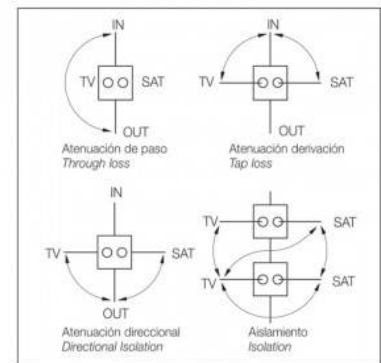 IN
TV SAT
OUT
Atenuación de paso
Through loss
IN
TV SAT
OUT
Atenuación derivación
Tap loss
IN
TV SAT
OUT
Atenuación direccional
Directional Isolation
TV SAT
TV SAT
Aislamiento
Isolation